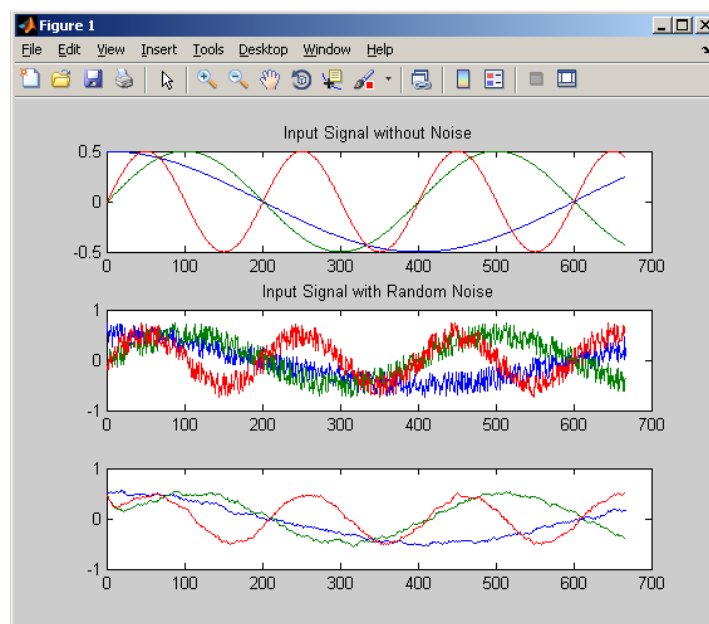 Figure 1
File Edit View Insert Tools Desktop Window Help
Input Signal without Noise
0.5
0
-0.5
0 100 200 300 400 500 600 700
Input Signal with Random Noise
1
0
-1
0 100 200 300 400 500 600 700
1
0
-1
0 100 200 300 400 500 600 700